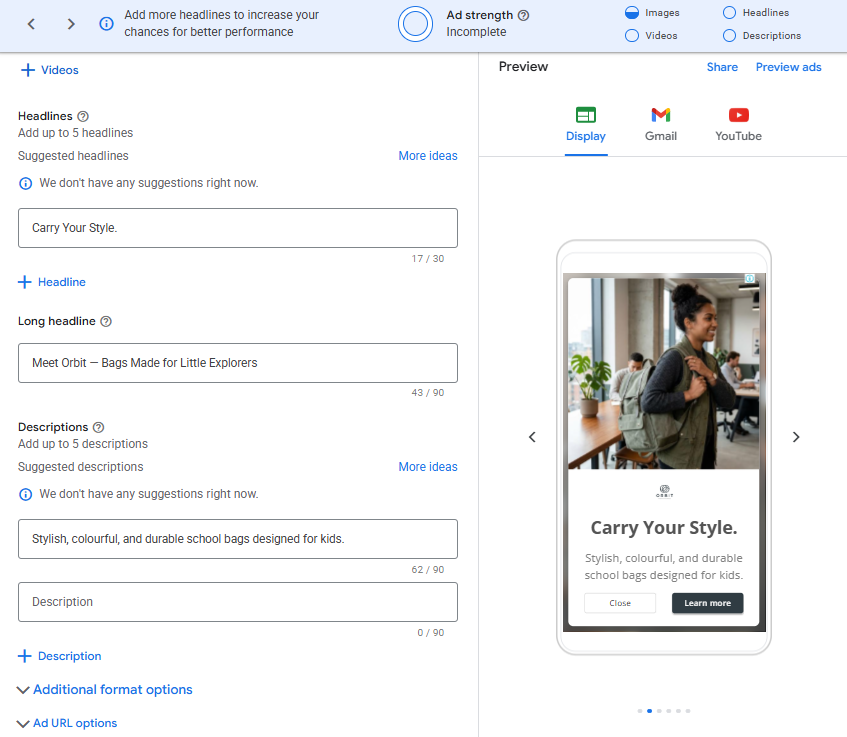 Add more headlines to increase your
chances for better performance
Ad strength
Incomplete
Images
Headlines
Videos
Descriptions
Videos
Headlines
Add up to 5 headlines
Suggested headlines
More ideas
We don't have any suggestions right now.
Carry Your Style.
17 / 30
Headline
Long headline
Meet Orbit — Bags Made for Little Explorers
43 / 90
Descriptions
Add up to 5 descriptions
Suggested descriptions
More ideas
We don't have any suggestions right now.
Stylish, colourful, and durable school bags designed for kids.
62 / 90
Description
0 / 90
Description
Additional format options
Ad URL options
Preview
Share
Preview ads
Display
Gmail
YouTube
ORBIT
Carry Your Style.
Stylish, colourful, and durable
school bags designed for kids.
Close
Learn more